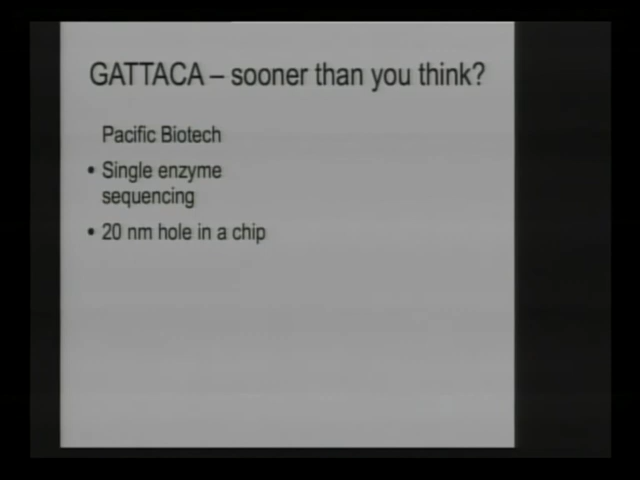 GATTACA – sooner than you think?
Pacific Biotech
• Single enzyme
sequencing
• 20 nm hole in a chip